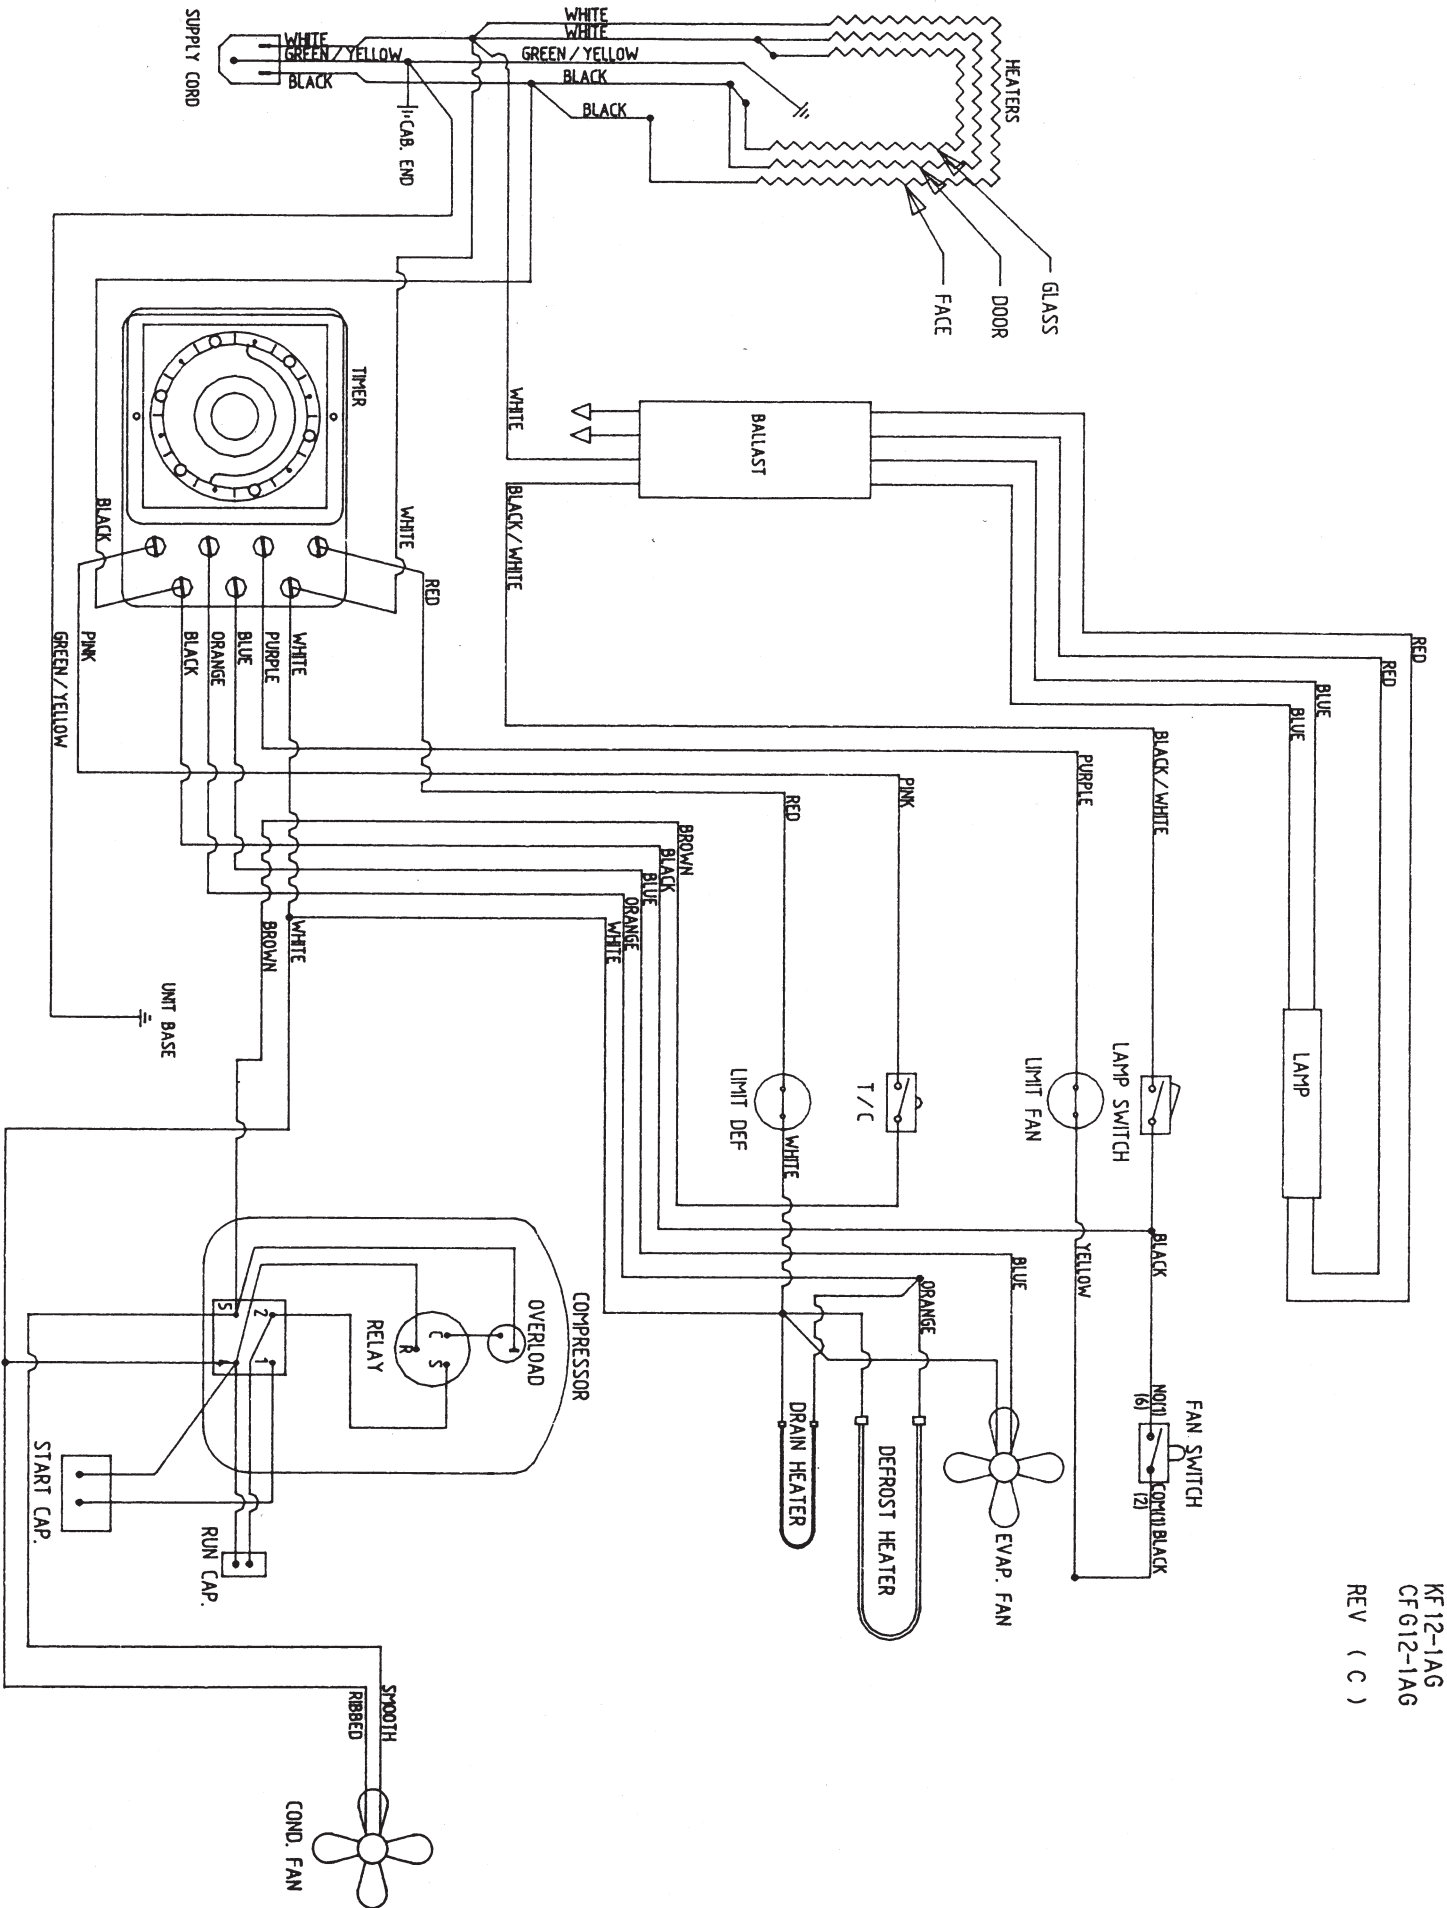 KF12-1AG
CFG12-1AG
REV ( C )
SUPPLY CORD
WHITE
GREEN/YELLOW
BLACK
CAB. END
WHITE
WHITE
GREEN/YELLOW
BLACK
BLACK
HEATERS
GLASS
DOOR
FACE
TIMER
BLACK
WHITE
RED
WHITE
BALLAST
BLACK/WHITE
WHITE
PURPLE
BLUE
ORANGE
BLACK
PINK
GREEN/YELLOW
RED
RED
BLUE
BLUE
BLACK/WHITE
PURPLE
PINK
RED
BROWN
BLACK
BLUE
ORANGE
WHITE
WHITE
BROWN
UNIT BASE
LAMP
LAMP SWITCH
LIMIT FAN
T/C
LIMIT DEF
WHITE
BLACK
YELLOW
BLUE
ORANGE
COMPRESSOR
OVERLOAD
RELAY
C
S
R
5
2
4
1
START CAP.
RUN CAP.
DRAIN HEATER
DEFROST HEATER
EVAP. FAN
FAN SWITCH
NO(1)
(6)
COM(1) BLACK
(2)
SMOOTH
RIBBED
COND. FAN